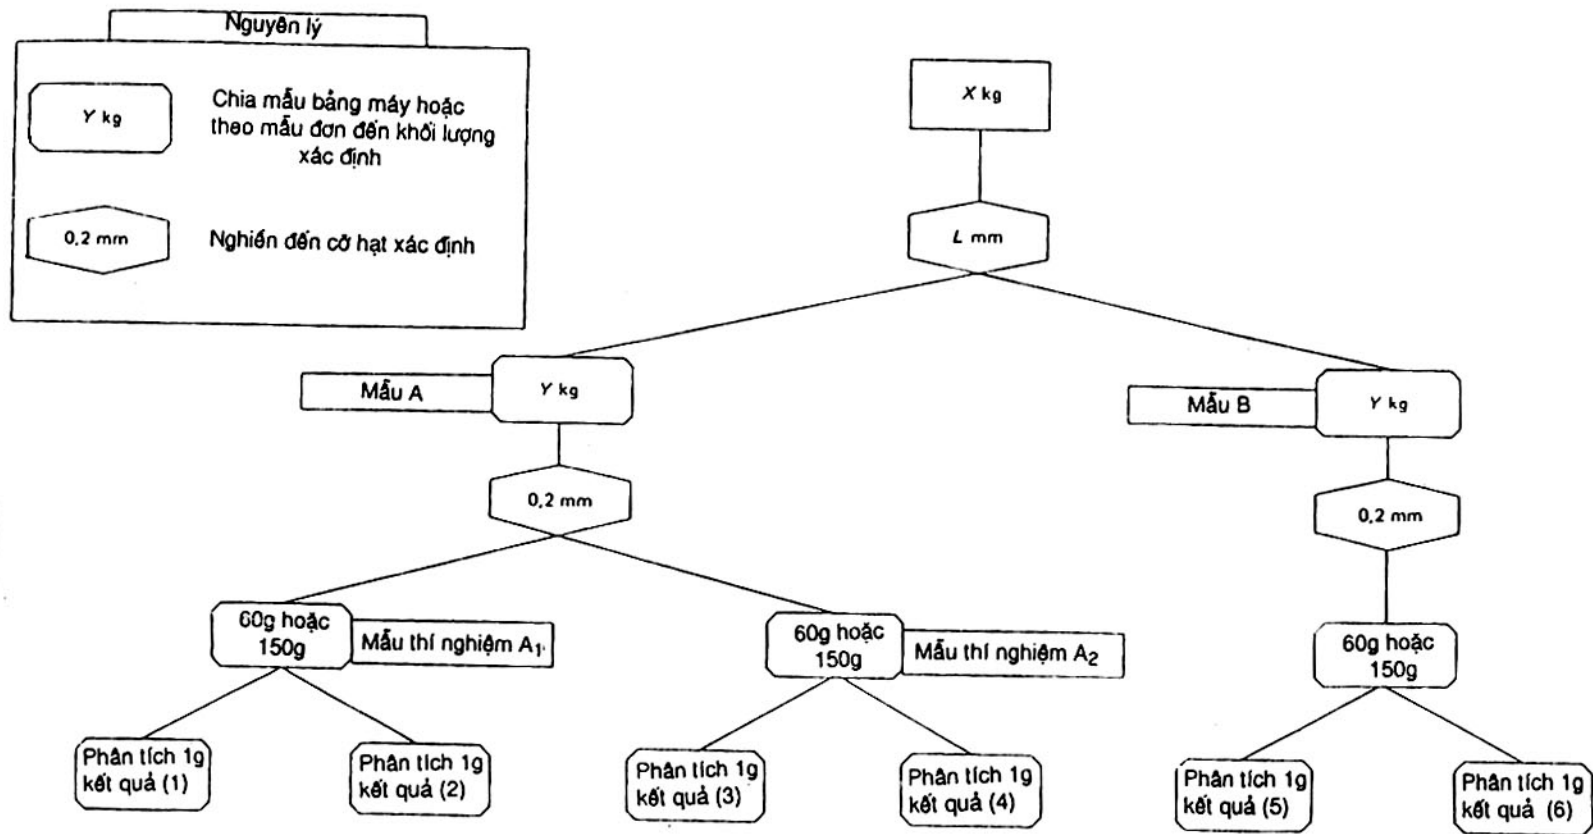 Nguyên lý
Y kg
Chia mẫu bằng máy hoặc
theo mẫu đơn đến khối lượng
xác định
0,2 mm
Nghiền đến cỡ hạt xác định
X kg
L mm
Mẫu A
Y kg
Mẫu B
Y kg
0,2 mm
0,2 mm
60g hoặc
150g
Mẫu thí nghiệm A1
60g hoặc
150g
Mẫu thí nghiệm A2
60g hoặc
150g
Phân tích 1g
kết quả (1)
Phân tích 1g
kết quả (2)
Phân tích 1g
kết quả (3)
Phân tích 1g
kết quả (4)
Phân tích 1g
kết quả (5)
Phân tích 1g
kết quả (6)